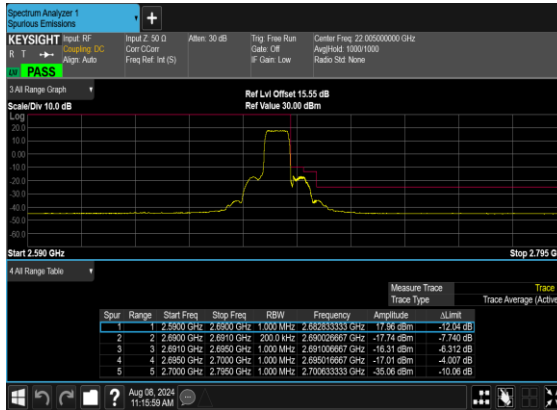 Spectrum Analyzer 1
Spurious Emissions
KEYSIGHT Input: RF Input Z: 50 Ω Atten: 30 dB Trig: Free Run Center Freq: 22.005000000 GHz
R T Coupling: DC Corr CCorr Gate: Off Avg|Hold: 1000/1000
Align: Auto Freq Ref: Int (S) IF Gain: Low Radio Std: None
PASS
3 All Range Graph Ref Lvl Offset 15.55 dB
Scale/Div 10.0 dB Ref Value 30.00 dBm
Log
20.0
10.0
0.00
-10.0
-20.0
-30.0
-40.0
-50.0
-60.0
Start 2.590 GHz Stop 2.795 G
4 All Range Table
Measure Trace Trace
Trace Type Trace Average (Active
Spur Range Start Freq Stop Freq RBW Frequency Amplitude ΔLimit
1 1 2.5900 GHz 2.6900 GHz 1.000 MHz 2.682833333 GHz 17.96 dBm -12.04 dB
2 2 2.6900 GHz 2.6910 GHz 200.0 kHz 2.690026667 GHz -17.74 dBm -7.740 dB
3 3 2.6910 GHz 2.6950 GHz 1.000 MHz 2.691006667 GHz -16.31 dBm -6.312 dB
4 4 2.6950 GHz 2.7000 GHz 1.000 MHz 2.695016667 GHz -17.01 dBm -4.007 dB
5 5 2.7000 GHz 2.7950 GHz 1.000 MHz 2.700633333 GHz -35.06 dBm -10.06 dB
Aug 08, 2024
11:15:59 AM